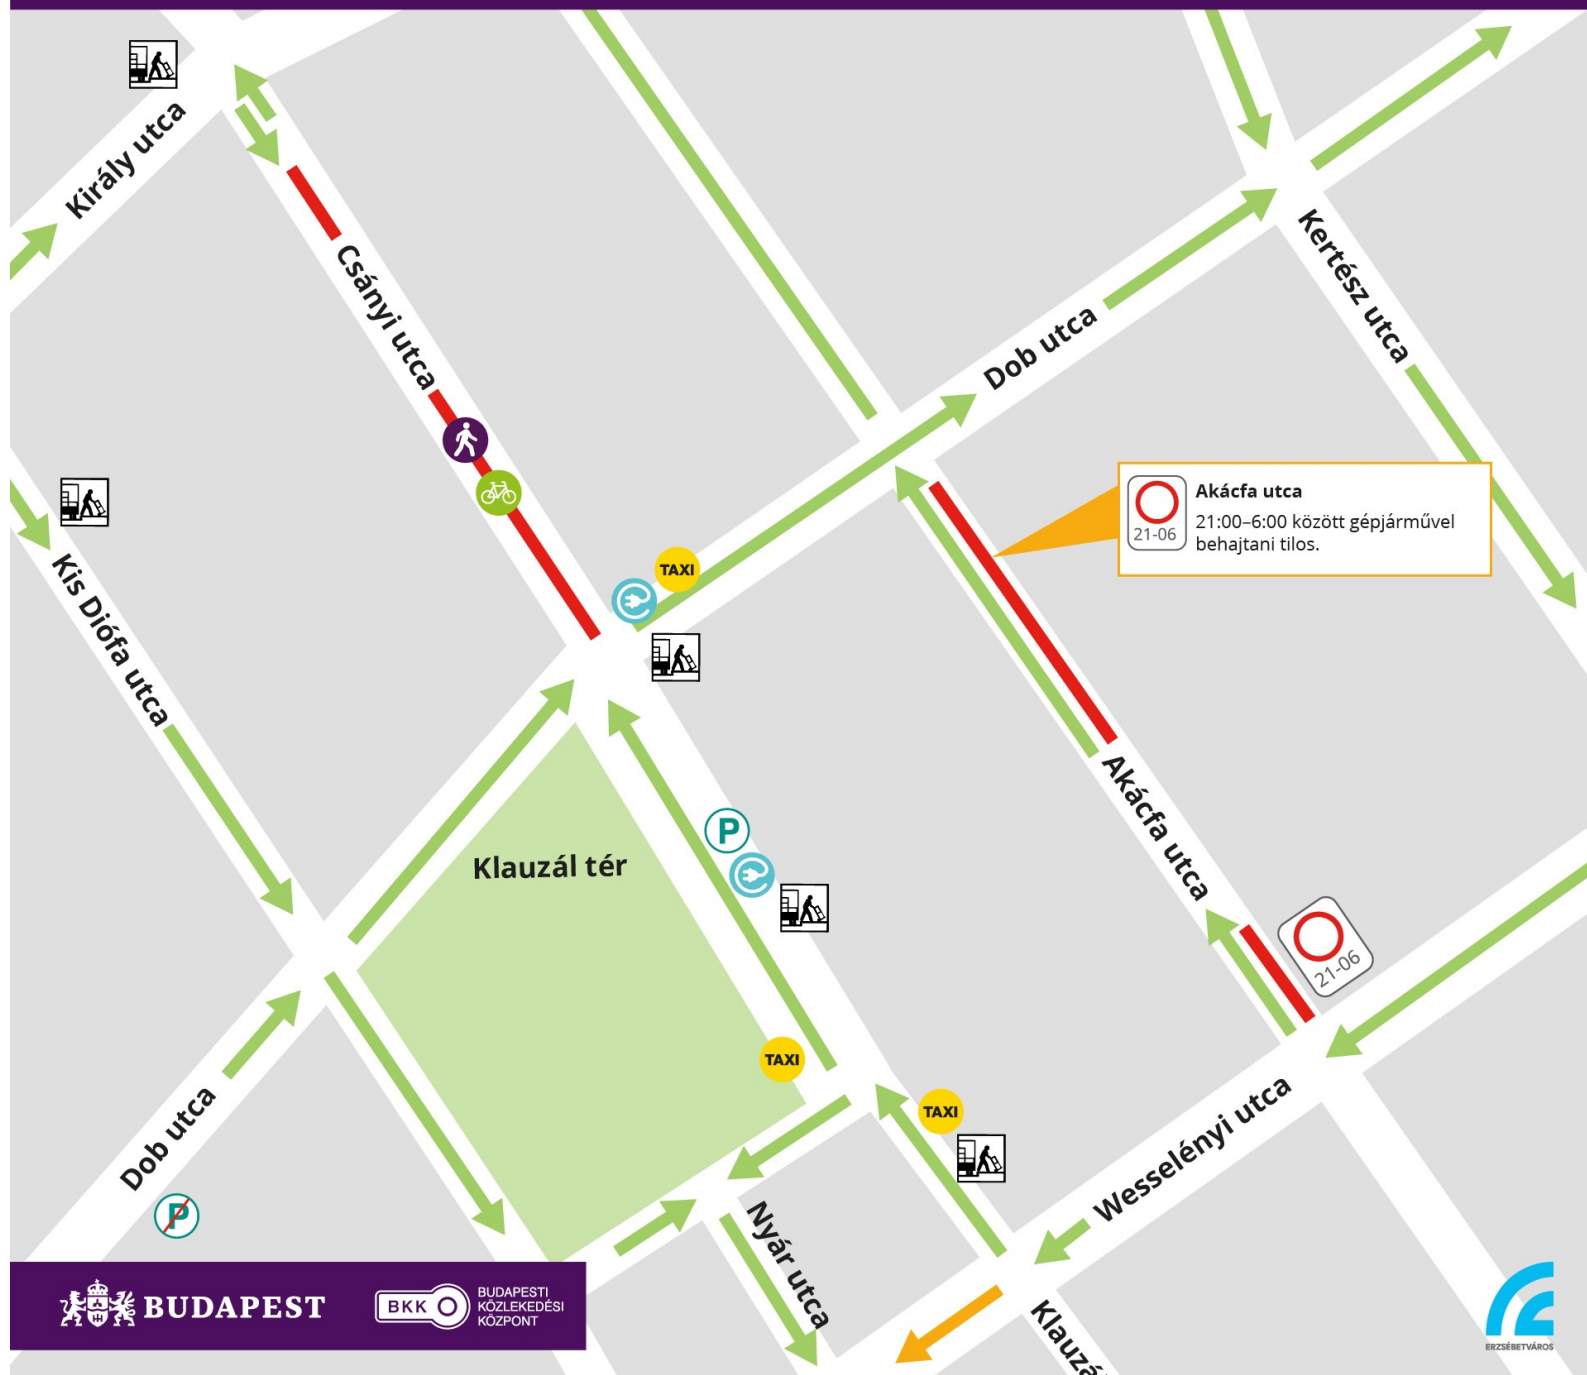 Király utca
Csányi utca
Kertész utca
Dob utca
Akácfa utca
21:00–6:00 között gépjárművel
behajtani tilos.
21-06
TAXI
Kis Diófa utca
Akácfa utca
P
Klauzál tér
21-06
TAXI
TAXI
Dob utca
Wesselényi utca
P
Nyár utca
BUDAPEST
BKK
BUDAPESTI
KÖZLEKEDÉSI
KÖZPONT
Klauzá
ERZSÉBETVÁROS